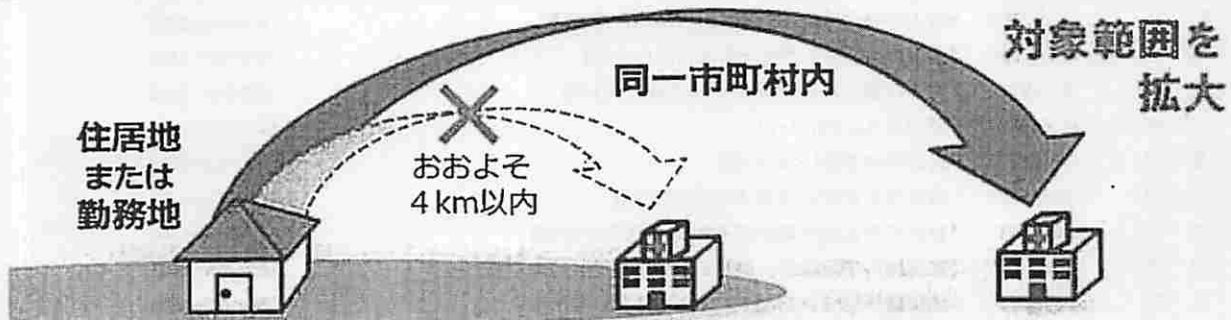 対象範囲を
拡大
同一市町村内
住居地
または
勤務地
おおよそ
4km以内